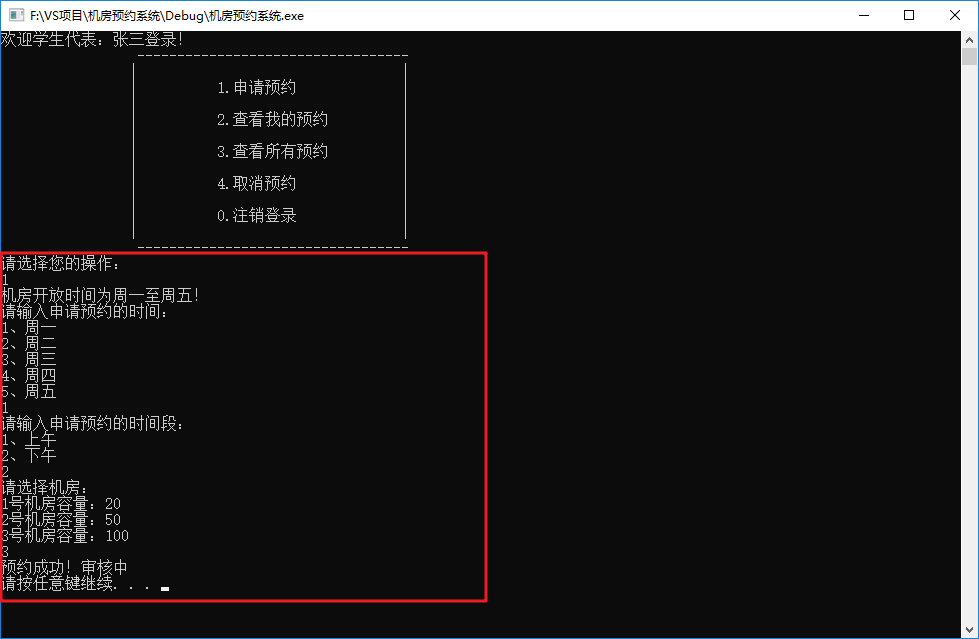 F:\VS项目\机房预约系统\Debug\机房预约系统.exe
欢迎学生代表：张三登录！
----------------------------------
1.申请预约
2.查看我的预约
3.查看所有预约
4.取消预约
0.注销登录
----------------------------------
请选择您的操作：
1
机房开放时间为周一至周五！
请输入申请预约的时间：
1、周一
2、周二
3、周三
4、周四
5、周五
1
请输入申请预约的时间段：
1、上午
2、下午
2
请选择机房：
1号机房容量：20
2号机房容量：50
3号机房容量：100
3
预约成功！审核中
请按任意键继续. . .